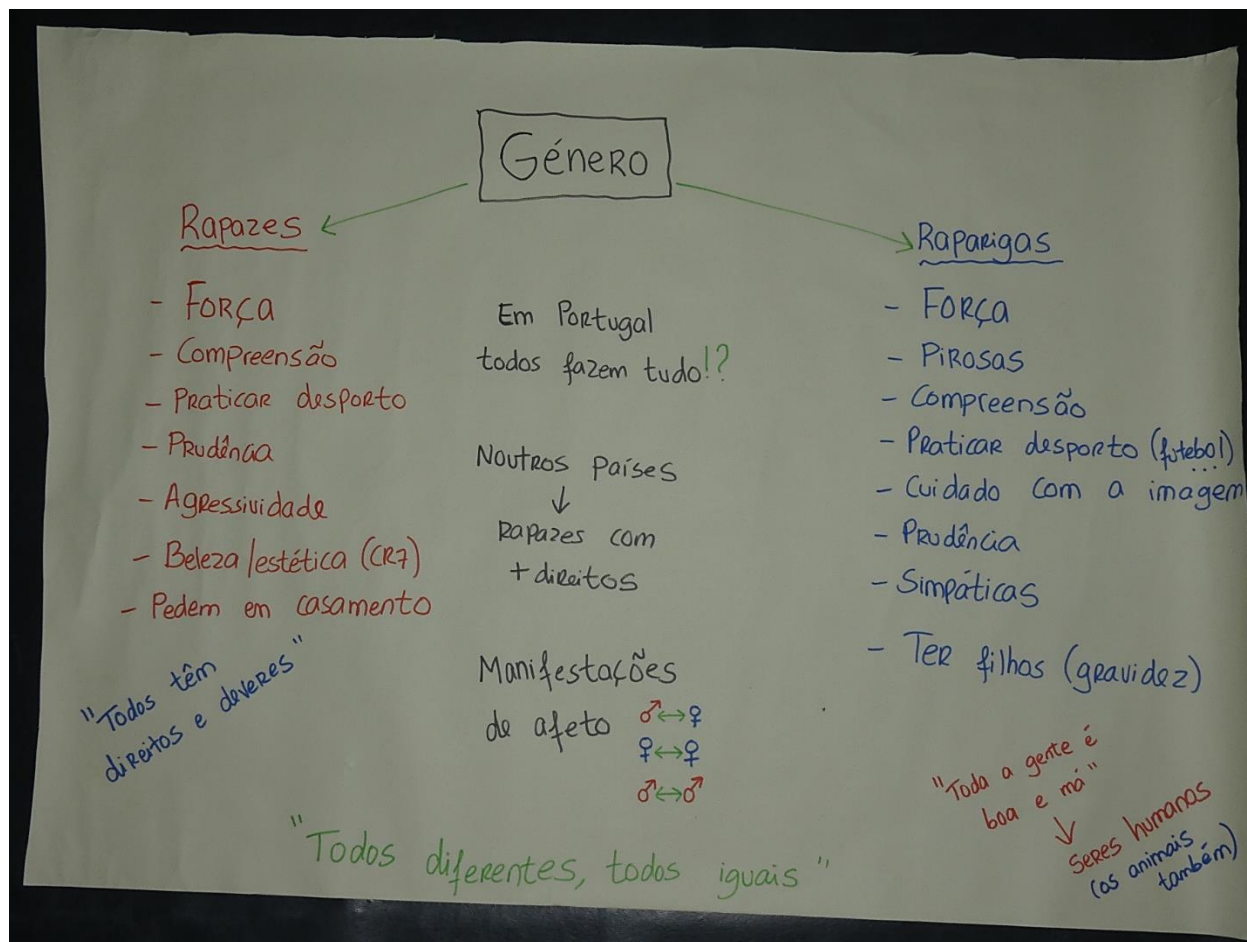 Género
Rapazes
- Força
- Compreensão
- Praticar desporto
- Prudência
- Agressividade
- Beleza/estética (CR7)
- Pedem em casamento
"Todos têm
direitos e deveres"
Em Portugal
todos fazem tudo!?
Noutros países
↓
Rapazes com
+ direitos
Manifestações
de afeto ♂↔♀
♀↔♀
♂↔♂
Raparigas
- Força
- Pirosas
- Compreensão
- Praticar desporto (futebol)
...
- Cuidado com a imagem
- Prudência
- Simpáticas
- Ter filhos (gravidez)
"Toda a gente é
boa e má"
↓
Seres humanos
(os animais
também)
"Todos diferentes, todos iguais"